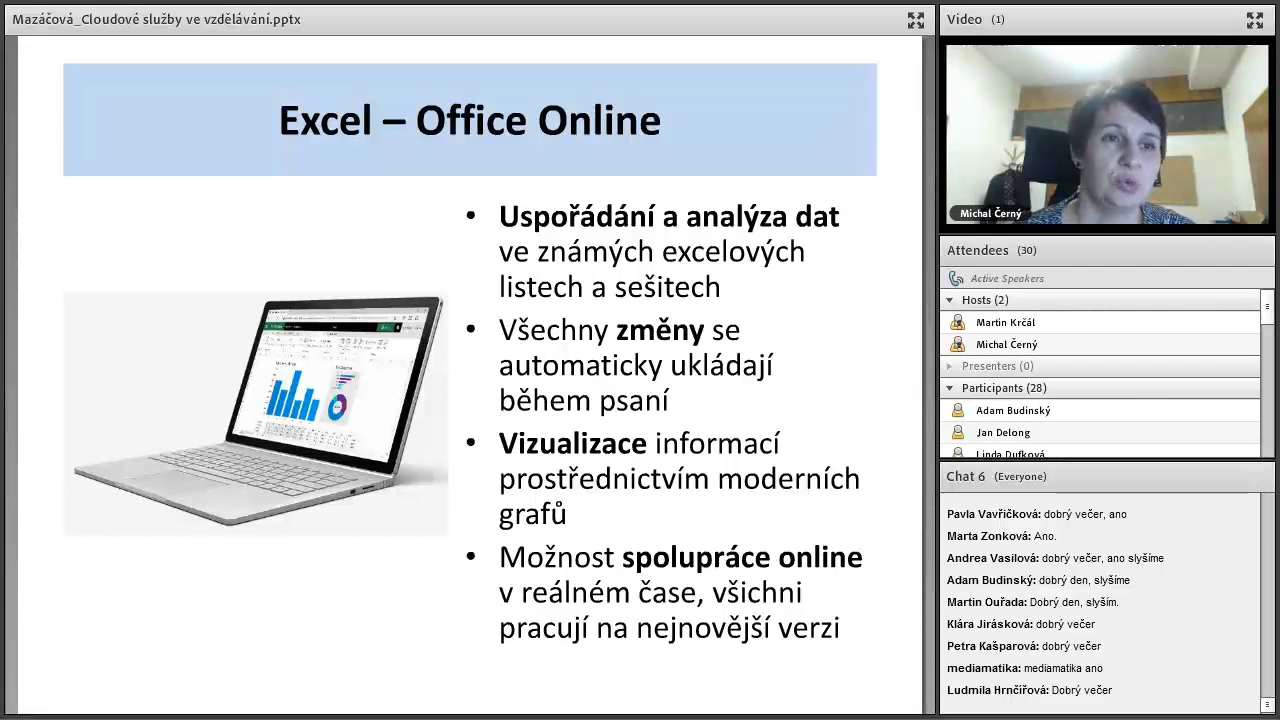 Mazáčová_Cloudové služby ve vzdělávání.pptx
Excel – Office Online
• Uspořádání a analýza dat
ve známých excelových
listech a sešitech
• Všechny změny se
automaticky ukládají
během psaní
• Vizualizace informací
prostřednictvím moderních
grafů
• Možnost spolupráce online
v reálném čase, všichni
pracují na nejnovější verzi
Video (1)
Michal Černý
Attendees (30)
Active Speakers
Hosts (2)
Martin Krčál
Michal Černý
Presenters (0)
Participants (28)
Adam Budinský
Jan Delong
Linda Dufková
Chat 6 (Everyone)
Pavla Vavřičková: dobrý večer, ano
Marta Zonková: Ano.
Andrea Vasilová: dobrý večer, ano slyšíme
Adam Budinský: dobrý den, slyšíme
Martin Ouřada: Dobrý den, slyším.
Klára Jirásková: dobrý večer
Petra Kašparová: dobrý večer
mediamatika: mediamatika ano
Ludmila Hrnčířová: Dobrý večer